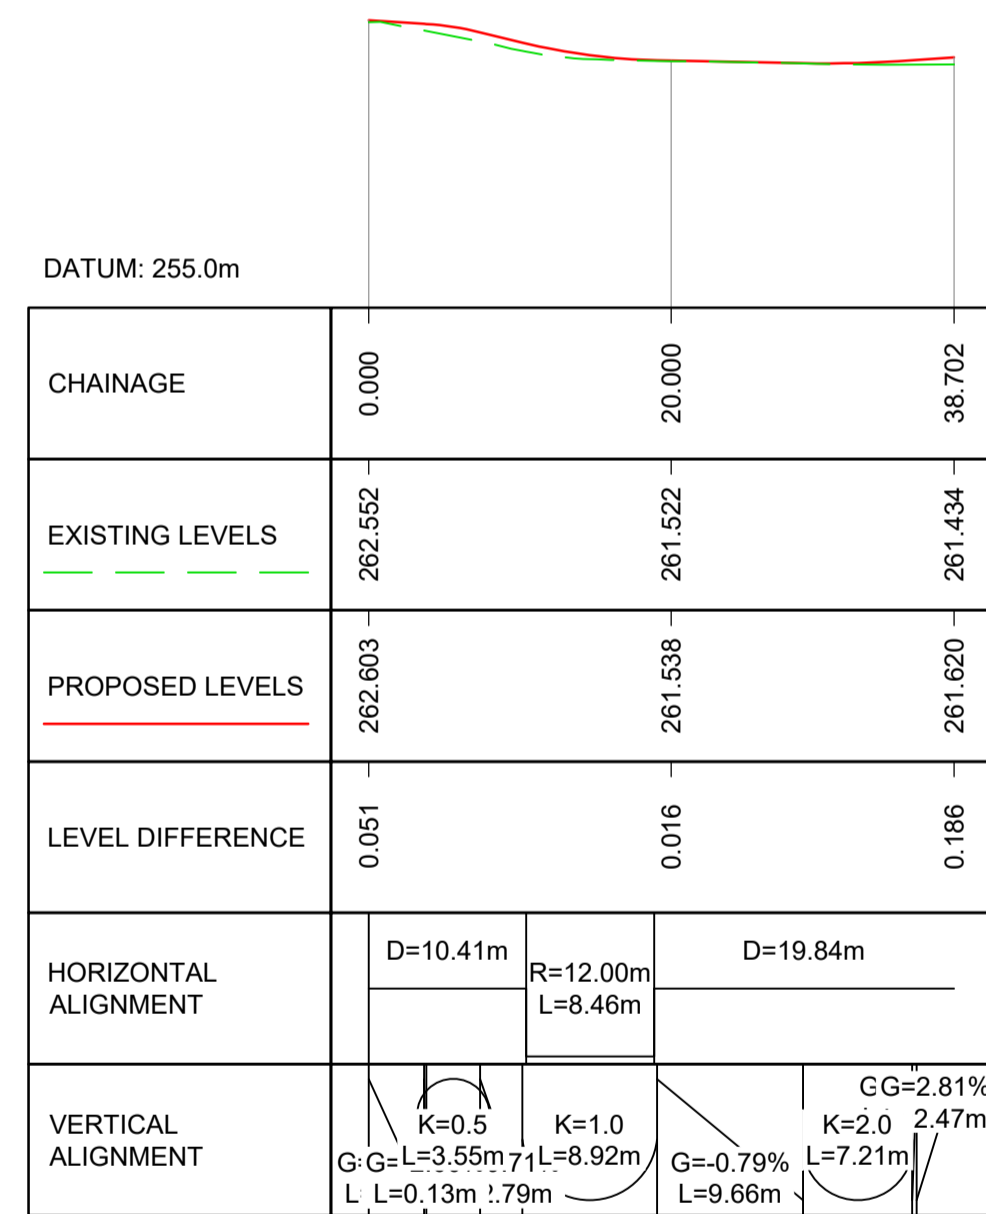 DATUM: 255.0m
CHAINAGE
0.000
20.000
38.702
EXISTING LEVELS
262.552
261.522
261.434
PROPOSED LEVELS
262.603
261.538
261.620
LEVEL DIFFERENCE
0.051
0.016
0.186
HORIZONTAL
ALIGNMENT
D=10.41m
R=12.00m
L=8.46m
D=19.84m
VERTICAL
ALIGNMENT
L=0.13m
K=0.5
L=3.55m
K=1.0
L=8.92m
G=-0.79%
L=9.66m
K=2.0
L=7.21m
G=2.81%
2.47m